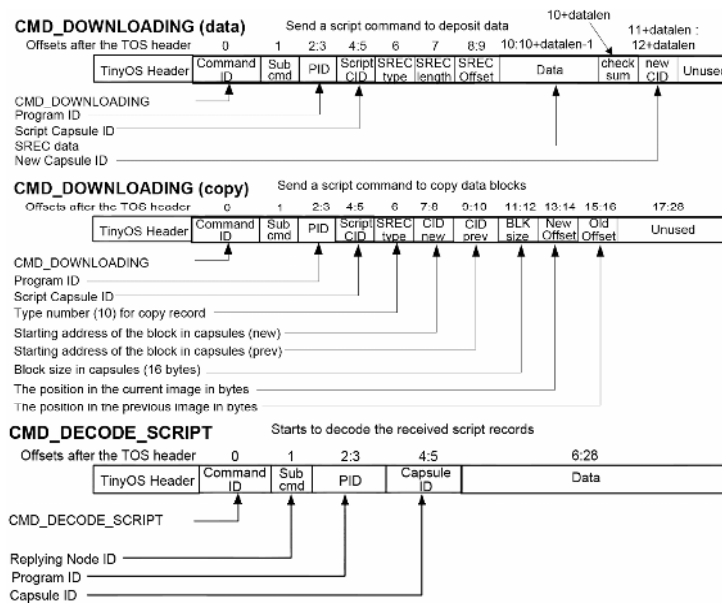 CMD_DOWNLOADING (data) Send a script command to deposit data 10+datalen 11+datalen :
Offsets after the TOS header 0 1 2:3 4:5 6 7 8:9 10:10+datalen-1 12+datalen
TinyOS Header Command ID Sub cmd PID Script CID SREC type SREC length SREC Offset Data check sum new CID Unused
CMD_DOWNLOADING
Program ID
Script Capsule ID
SREC data
New Capsule ID
CMD_DOWNLOADING (copy) Send a script command to copy data blocks
Offsets after the TOS header 0 1 2:3 4:5 6 7:8 9:10 11:12 13:14 15:16 17:28
TinyOS Header Command ID Sub cmd PID Script CID SREC type CID new CID prev BLK size New Offset Old Offset Unused
CMD_DOWNLOADING
Program ID
Script Capsule ID
Type number (10) for copy record
Starting address of the block in capsules (new)
Starting address of the block in capsules (prev)
Block size in capsules (16 bytes)
The position in the current image in bytes
The position in the previous image in bytes
CMD_DECODE_SCRIPT Starts to decode the received script records
Offsets after the TOS header 0 1 2:3 4:5 6:28
TinyOS Header Command ID Sub cmd PID Capsule ID Data
CMD_DECODE_SCRIPT
Replying Node ID
Program ID
Capsule ID